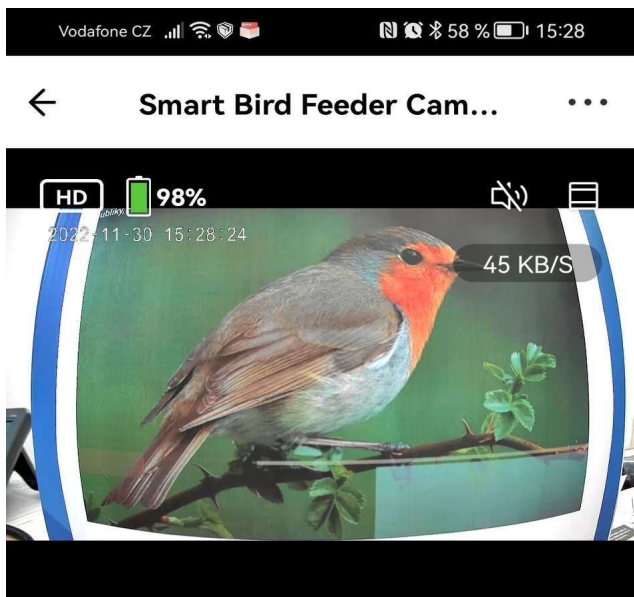 Vodafone CZ 58 % 15:28
Smart Bird Feeder Cam...
HD 98%
ubliky,
2022-11-30 15:28:24
45 KB/S